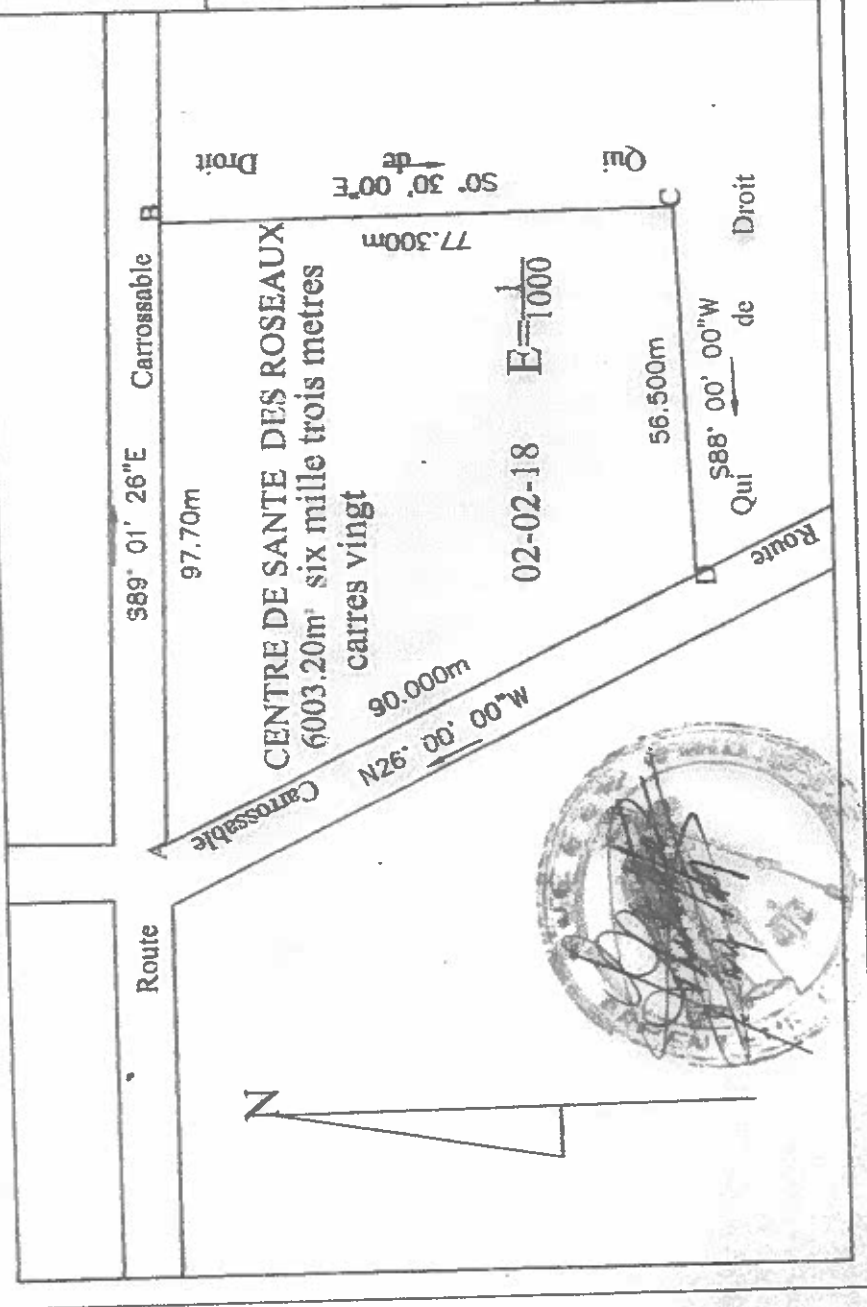 Route
S89° 01' 26"E
Carrossable
97.70m
A
B
CENTRE DE SANTE DES ROSEAUX
6003.20m² six mille trois metres
carres vingt
77.300m
S0° 30' 00"E
Qui de Droit
Carrossable
90.000m
N26° 00' 00"W
02-02-18
E=1/1000
56.500m
C
D
S88° 00' 00"W
Qui de Droit
Route
N